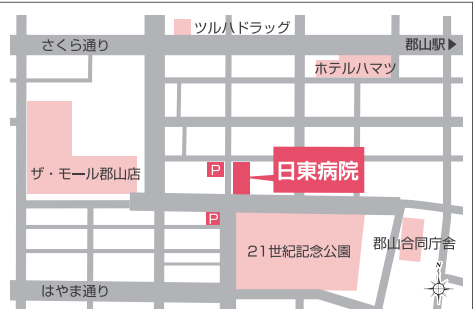 ツルハドラッグ
さくら通り
郡山駅▶
ホテルハマツ
P
日東病院
ザ・モール郡山店
P
21世紀記念公園
郡山合同庁舎
N
はやま通り